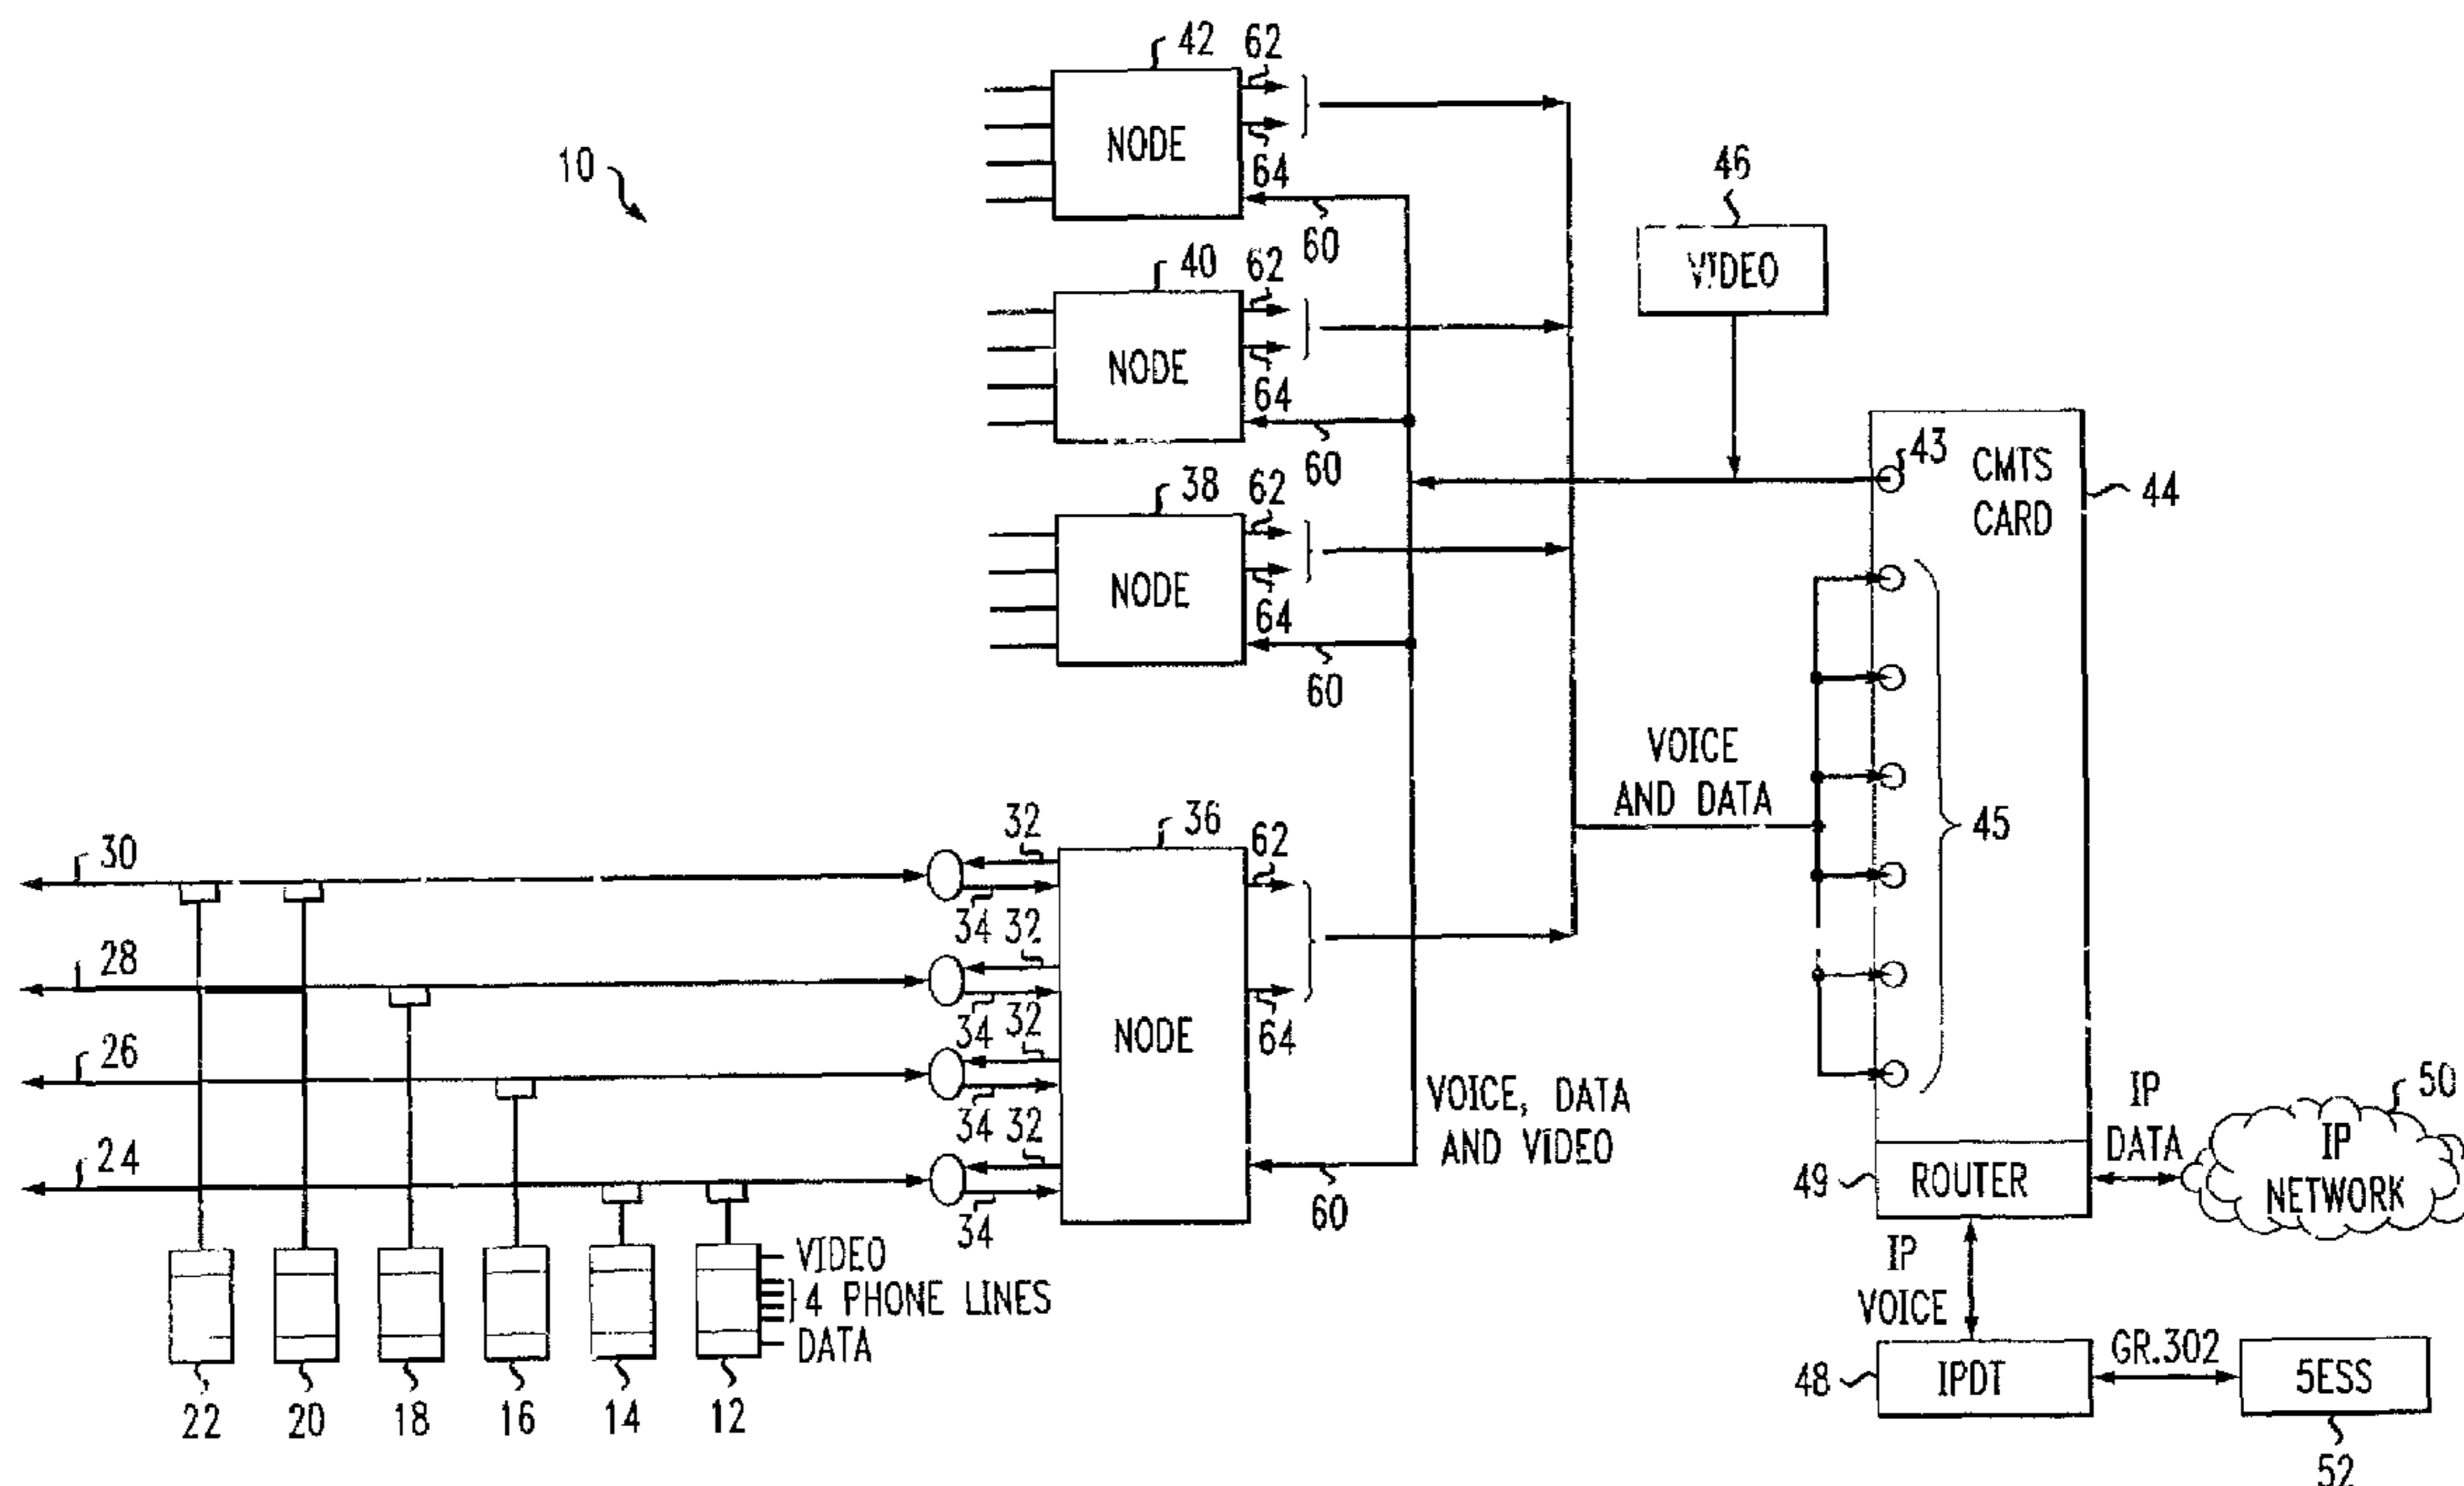 42
62
NODE
64
60
10
46
VIDEO
40
62
NODE
64
60
43
CMTS
CARD
44
38
62
NODE
64
60
VOICE
AND DATA
45
36
62
NODE
64
60
VOICE, DATA
AND VIDEO
30
32
34
28
32
34
26
32
34
24
32
34
VIDEO
4 PHONE LINES
DATA
22
20
18
16
14
12
49
ROUTER
IP
DATA
50
IP
NETWORK
IP
VOICE
48
IPDT
GR.302
5ESS
52